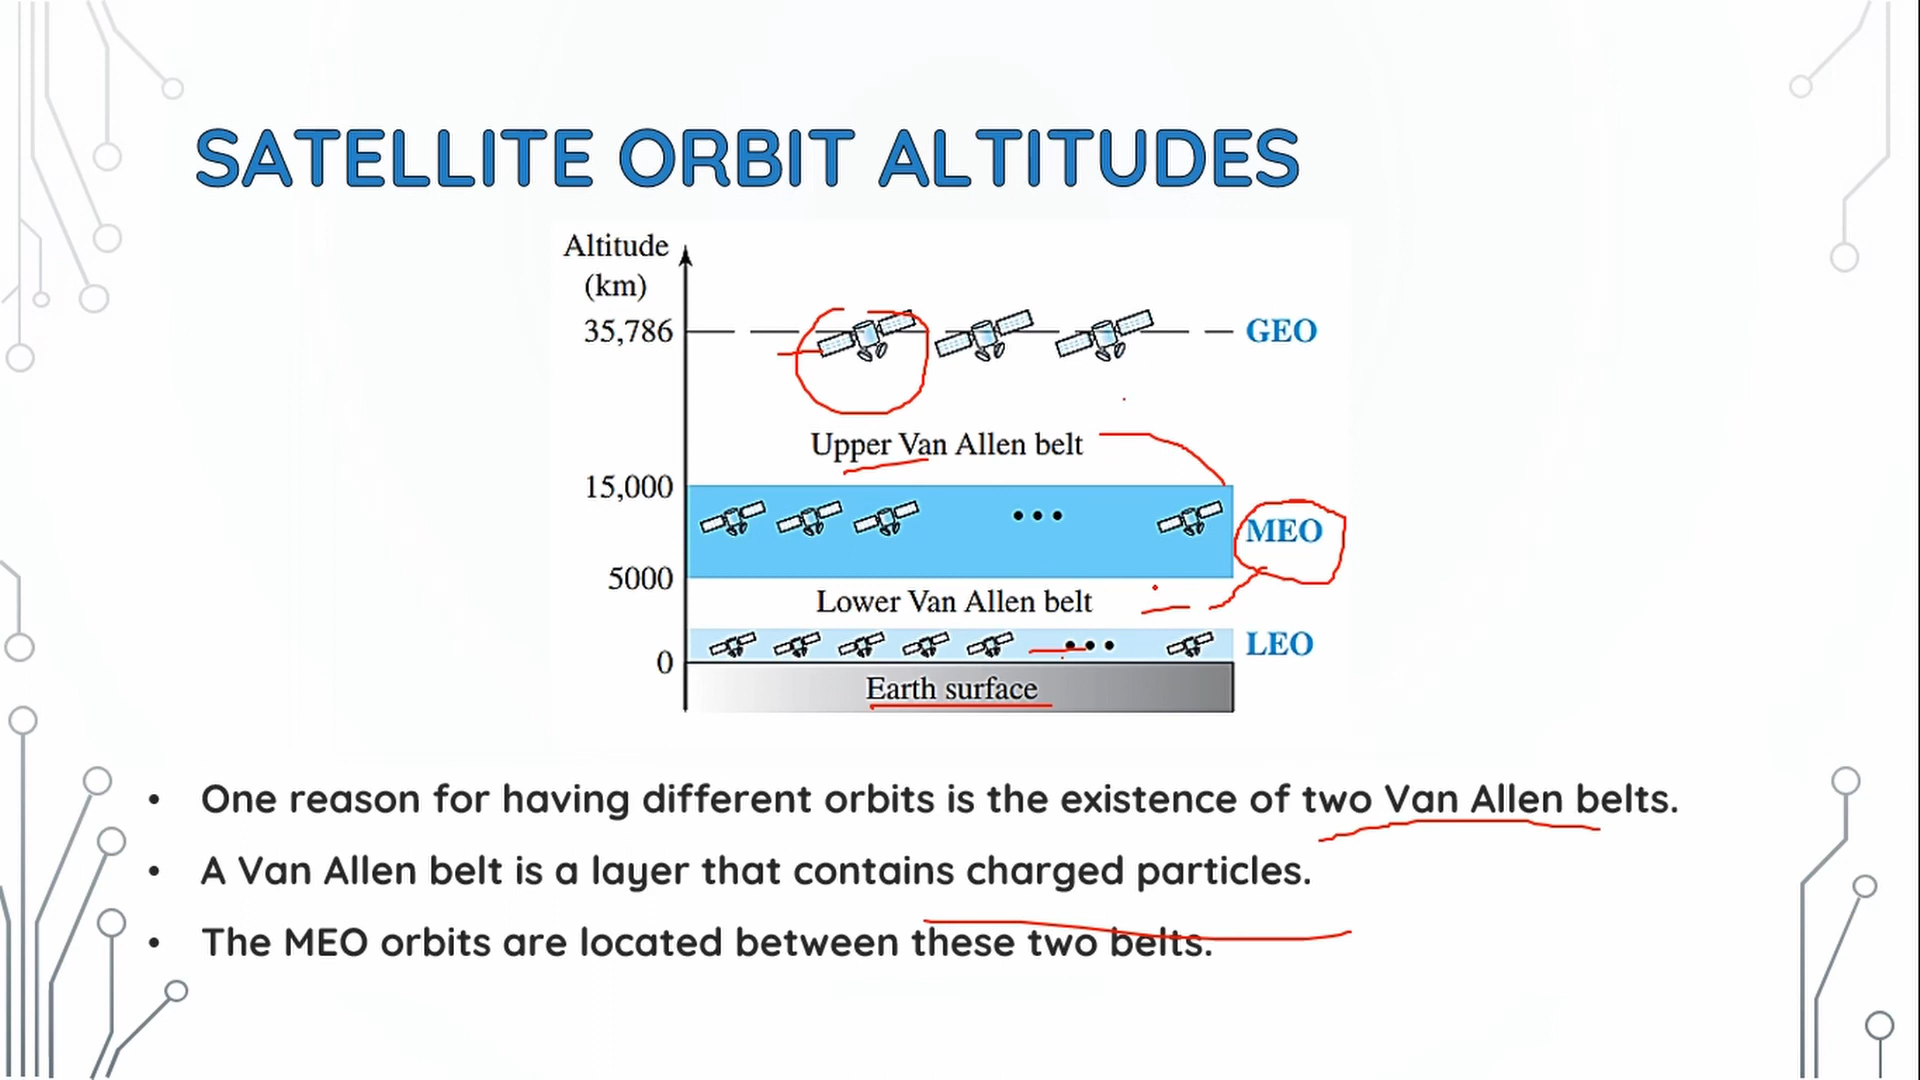 SATELLITE ORBIT ALTITUDES
Altitude
(km)
35,786
GEO
Upper Van Allen belt
15,000
MEO
5000
Lower Van Allen belt
LEO
0
Earth surface
• One reason for having different orbits is the existence of two Van Allen belts.
• A Van Allen belt is a layer that contains charged particles.
• The MEO orbits are located between these two belts.